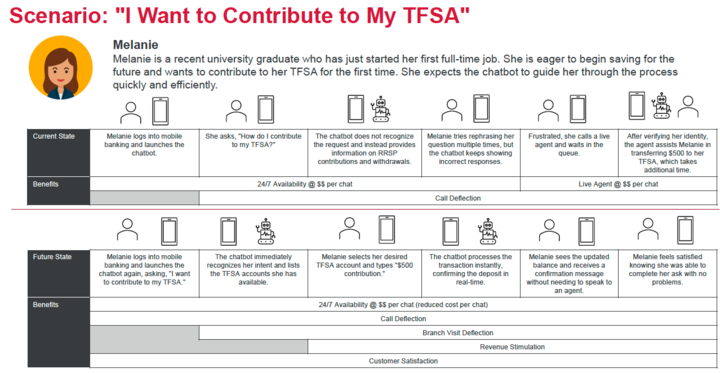 Scenario: "I Want to Contribute to My TFSA"
Melanie
Melanie is a recent university graduate who has just started her first full-time job. She is eager to begin saving for the
future and wants to contribute to her TFSA for the first time. She expects the chatbot to guide her through the process
quickly and efficiently.
Current State
Melanie logs into mobile
banking and launches the
chatbot.
She asks, "How do I contribute
to my TFSA?"
The chatbot does not recognize
the request and instead provides
information on RRSP
contributions and withdrawals.
Melanie tries rephrasing her
question multiple times, but
the chatbot keeps showing
incorrect responses.
Frustrated, she calls a live
agent and waits in the
queue.
After verifying her identity,
the agent assists Melanie in
transferring $500 to her
TFSA, which takes
additional time.
Benefits
24/7 Availability @ $$ per chat
Live Agent @ $$ per chat
Call Deflection
Future State
Melanie logs into mobile
banking and launches the
chatbot again, asking, "I want
to contribute to my TFSA."
The chatbot immediately
recognizes her intent and lists
the TFSA accounts she has
available.
Melanie selects her desired
TFSA account and types "$500
contribution."
The chatbot processes the
transaction instantly,
confirming the deposit in
real-time.
Melanie sees the updated
balance and receives a
confirmation message
without needing to speak to
an agent.
Melanie feels satisfied
knowing she was able to
complete her ask with no
problems.
Benefits
24/7 Availability @ $$ per chat (reduced cost per chat)
Call Deflection
Branch Visit Deflection
Revenue Stimulation
Customer Satisfaction